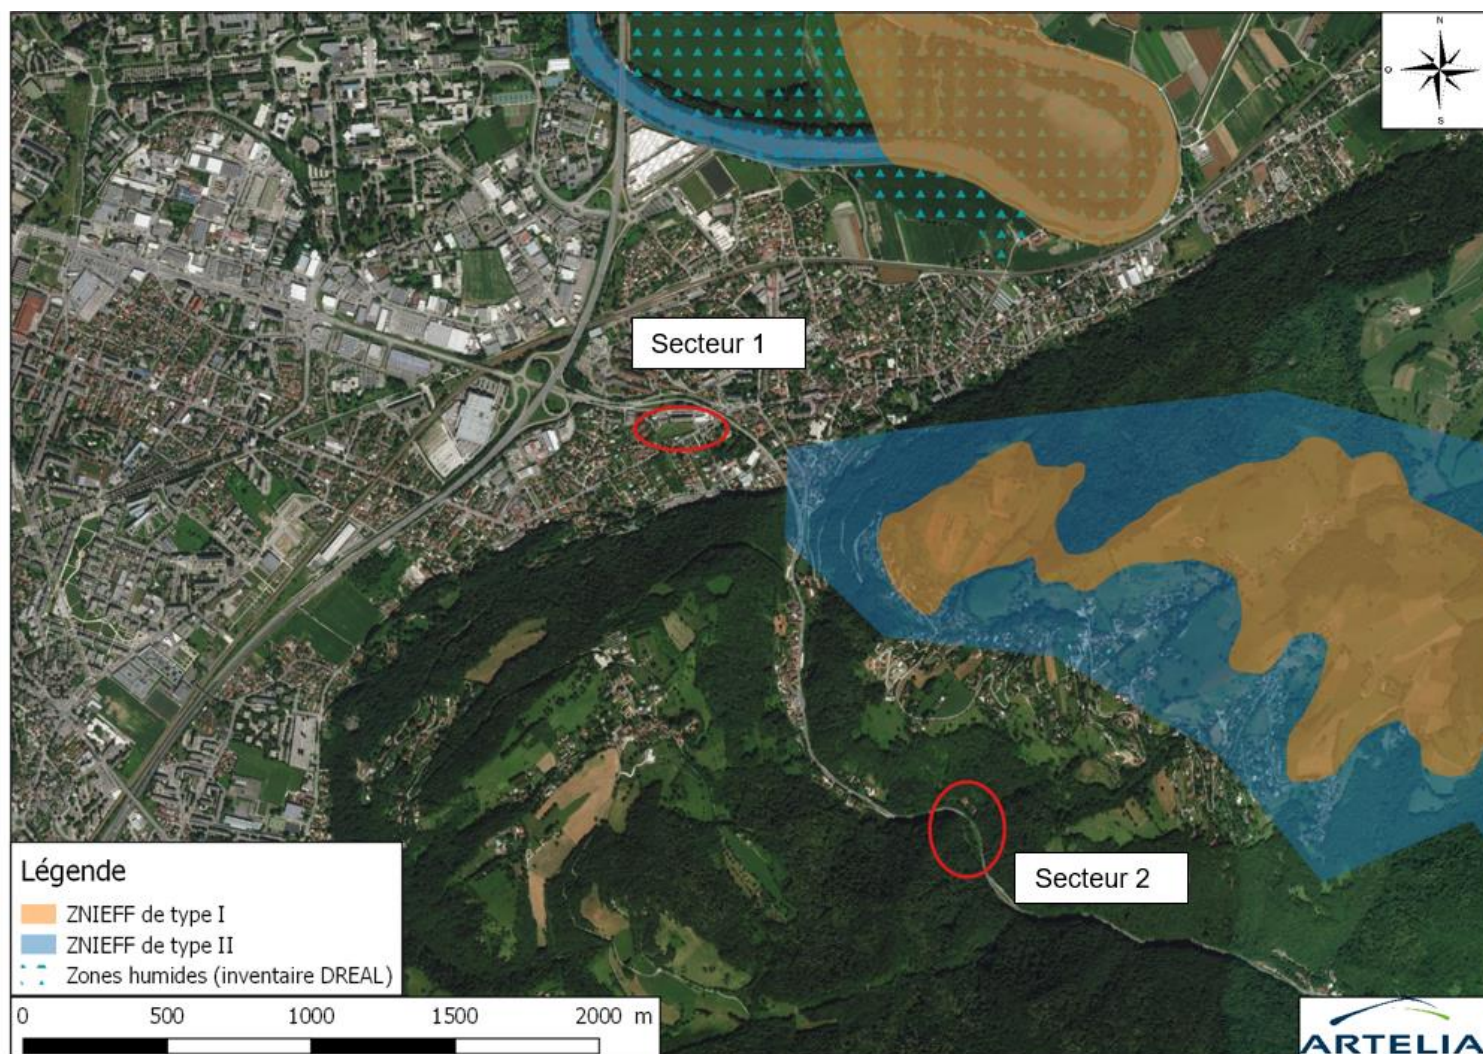 N
O
S
Secteur 1
Secteur 2
Légende
ZNIEFF de type I
ZNIEFF de type II
Zones humides (inventaire DREAL)
0 500 1000 1500 2000 m
ARTELIA